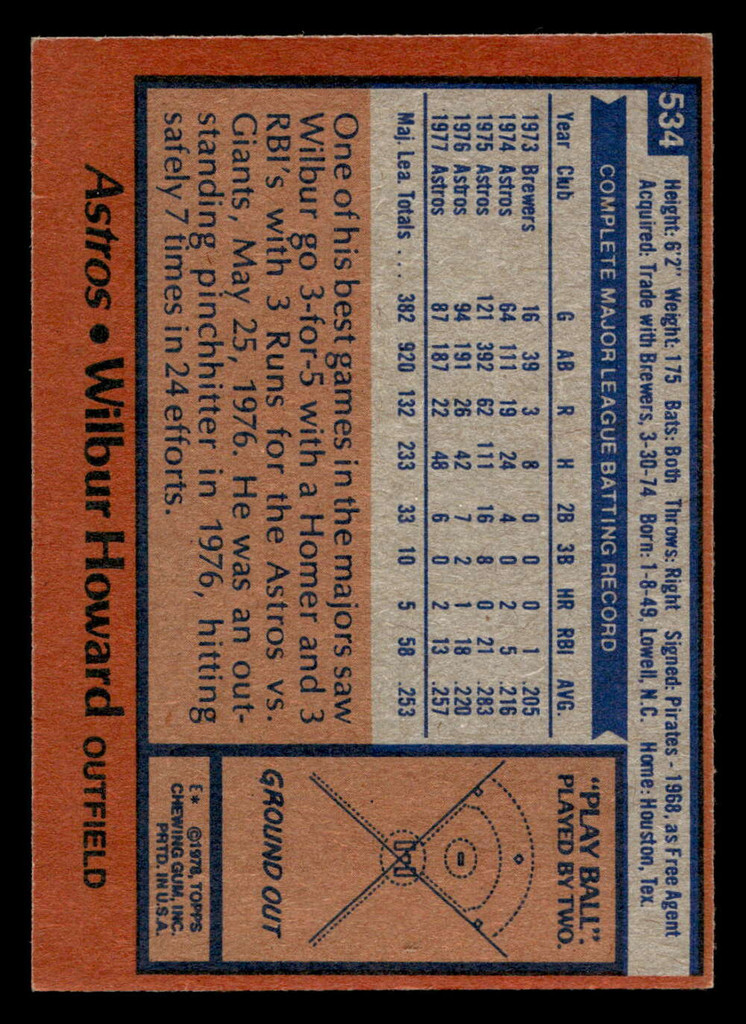 534
Height: 6'2" Weight: 175 Bats: Both Throws: Right Signed: Pirates - 1968, as Free Agent
Acquired: Trade with Brewers, 3-30-74 Born: 1-8-49, Lowell, N.C. Home: Houston, Tex.
COMPLETE MAJOR LEAGUE BATTING RECORD
Year Club G AB R H 2B 3B HR RBI AVG.
1973 Brewers 16 39 3 8 0 0 0 1 .205
1974 Astros 64 111 19 24 4 0 2 5 .216
1975 Astros 121 392 62 111 16 8 0 21 .283
1976 Astros 94 191 26 42 7 2 1 18 .220
1977 Astros 87 187 22 48 6 0 2 13 .257
Maj. Lea. Totals . . . 382 920 132 233 33 10 5 58 .253
One of his best games in the majors saw
Wilbur go 3-for-5 with a Homer and 3
RBI's with 3 Runs for the Astros vs.
Giants, May 25, 1976. He was an out-
standing pinchhitter in 1976, hitting
safely 7 times in 24 efforts.
"PLAY BALL".
PLAYED BY TWO.
GROUND OUT
E* ©1978, TOPPS
CHEWING GUM, INC.
PRTD. IN U.S.A.
Astros • Wilbur Howard OUTFIELD